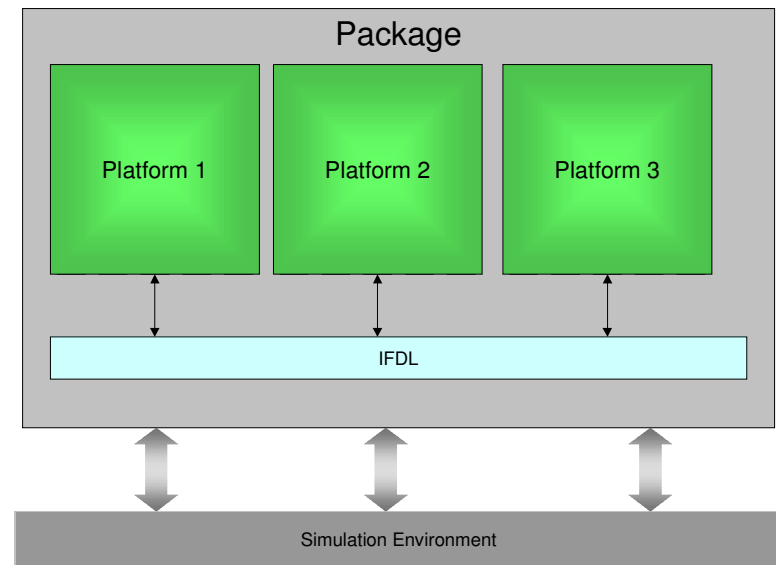 Package
Platform 1
Platform 2
Platform 3
IFDL
Simulation Environment